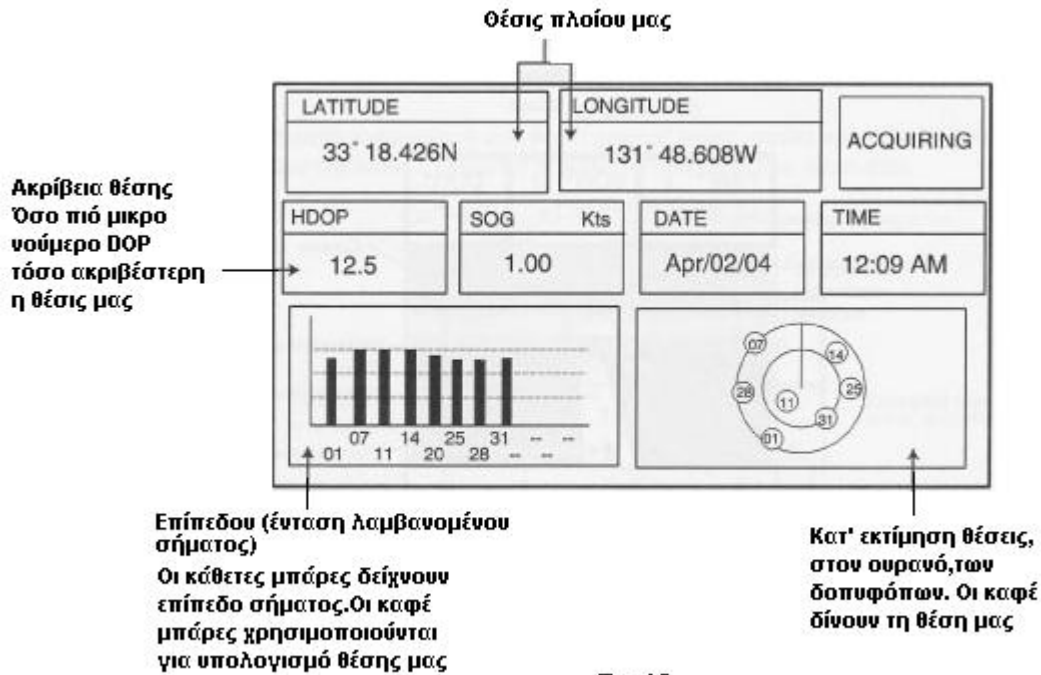 Θέσις πλοίου μας
LATITUDE
LONGITUDE
33° 18.426N
131° 48.608W
ACQUIRING
Ακρίβεια θέσης
Όσο πιό μικρο
νούμερο DOP
τόσο ακριβέστερη
η θέσις μας
HDOP
SOG Kts
DATE
TIME
12.5
1.00
Apr/02/04
12:09 AM
07 14 25 31 -- --
01 11 20 28 -- --
07
14
28
11
25
31
01
Επίπεδου (ένταση λαμβανομένου
σήματος)
Οι κάθετες μπάρες δείχνουν
επίπεδο σήματος.Οι καφέ
μπάρες χρησιμοποιούνται
για υπολογισμό θέσης μας
Κατ' εκτίμηση θέσεις,
στον ουρανό,των
δοπυφόπων. Οι καφέ
δίνουν τη θέση μας